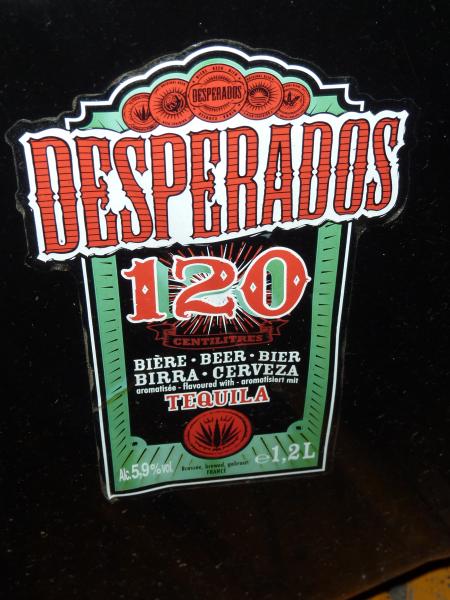 DESPERADOS
DESPERADOS
120
CENTILITRES
BIÈRE · BEER · BIER
BIRRA · CERVEZA
aromatisée - flavoured with - aromatisiert mit
TEQUILA
Alc. 5,9% vol.
Brassée, brewed, gebraut
FRANCE
e 1,2L